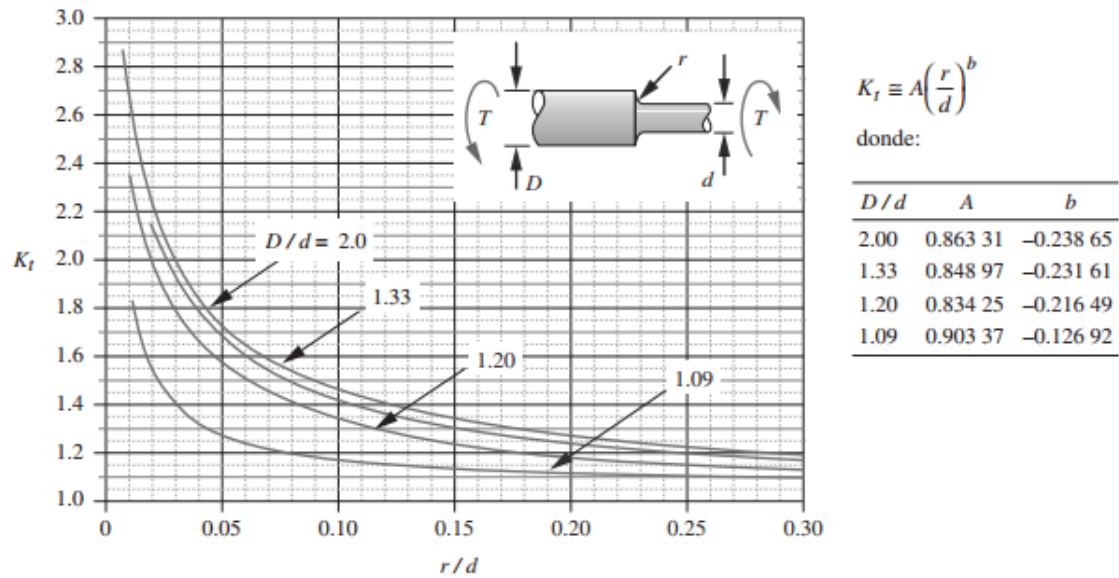 3.0
2.8
2.6
2.4
2.2
2.0
1.8
1.6
1.4
1.2
1.0
K_t
0
0.05
0.10
0.15
0.20
0.25
0.30
r / d
D / d = 2.0
1.33
1.20
1.09
T
D
r
d
T
K_t ≡ A(r/d)^b
donde:
D / d A b
2.00 0.863 31 –0.238 65
1.33 0.848 97 –0.231 61
1.20 0.834 25 –0.216 49
1.09 0.903 37 –0.126 92